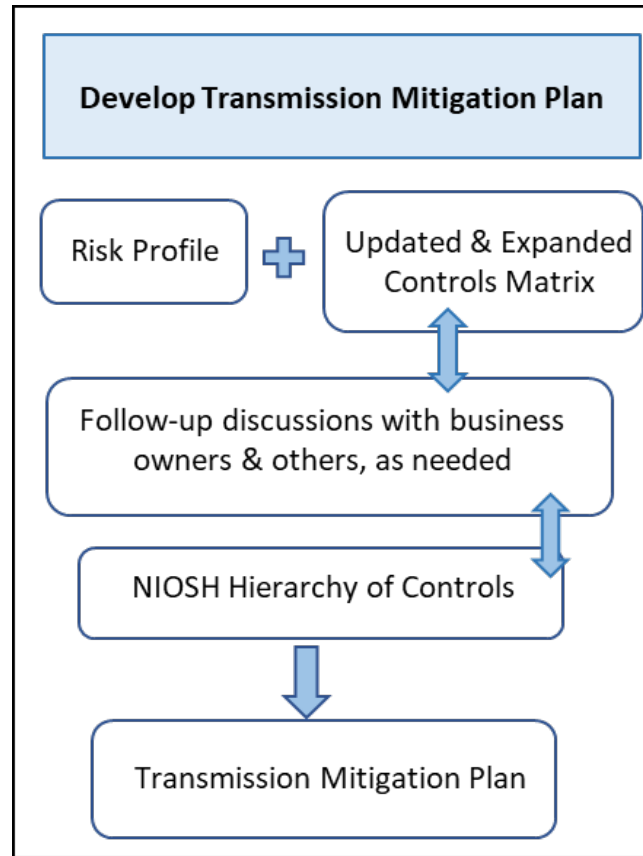 Develop Transmission Mitigation Plan
Risk Profile
Updated & Expanded
Controls Matrix
Follow-up discussions with business
owners & others, as needed
NIOSH Hierarchy of Controls
Transmission Mitigation Plan